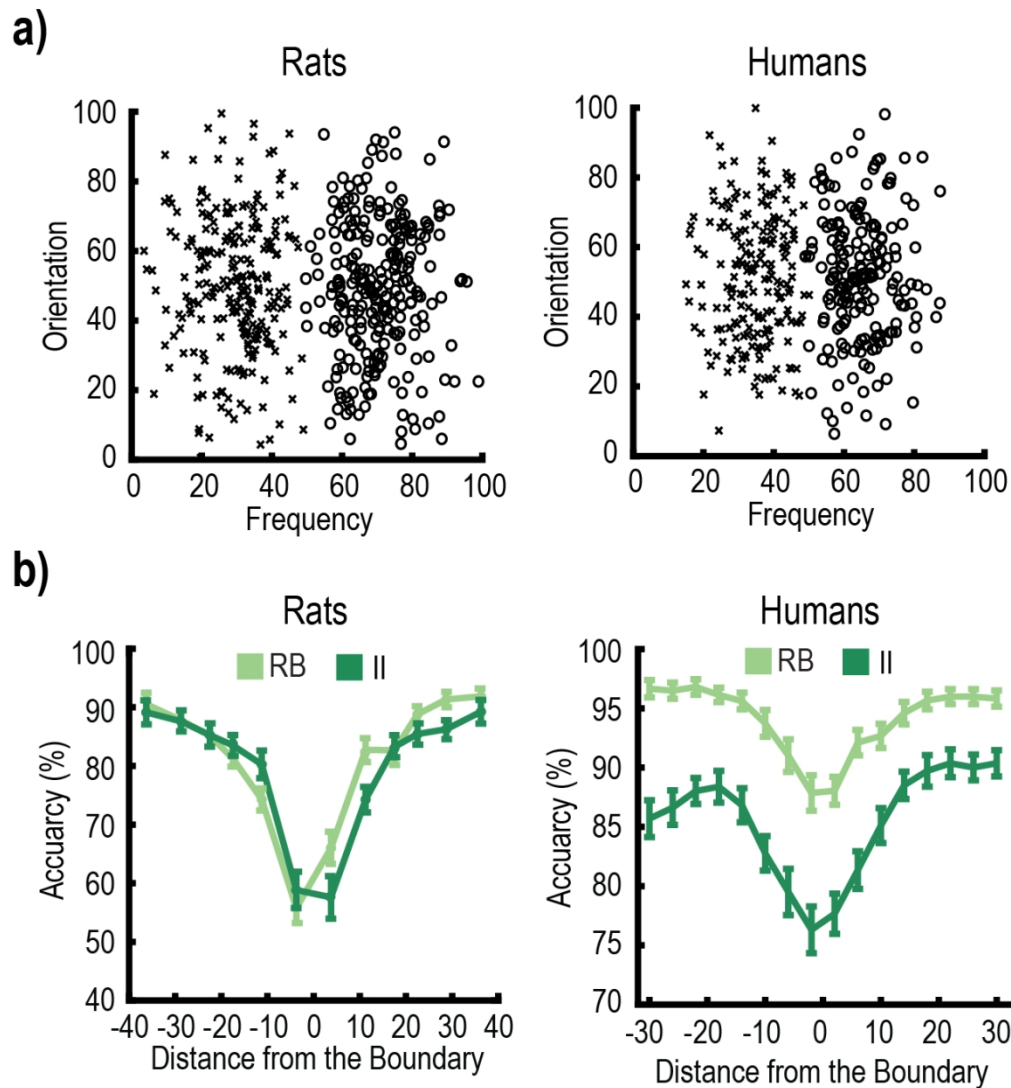 a)
Rats
Humans
100
80
60
40
20
0
Orientation
0 20 40 60 80 100
Frequency
100
80
60
40
20
0
Orientation
0 20 40 60 80 100
Frequency
b)
Rats
Humans
RB II
100
90
80
70
60
50
40
Accuarcy (%)
-40 -30 -20 -10 0 10 20 30 40
Distance from the Boundary
RB II
100
95
90
85
80
75
70
Accuarcy (%)
-30 -20 -10 0 10 20 30
Distance from the Boundary